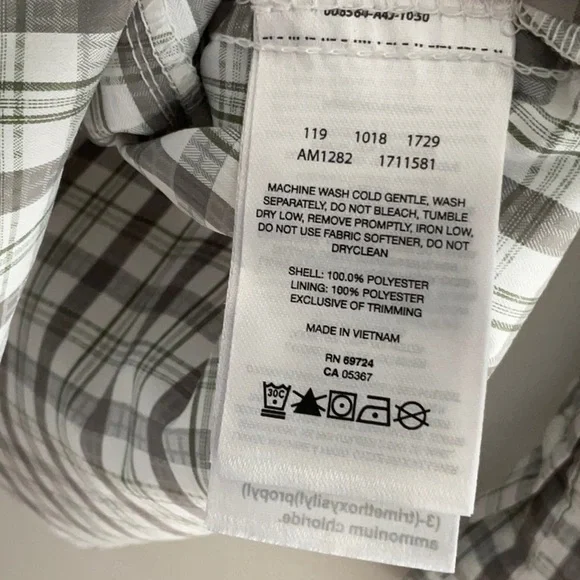 119 1018 1729
AM1282 1711581
MACHINE WASH COLD GENTLE, WASH
SEPARATELY, DO NOT BLEACH, TUMBLE
DRY LOW, REMOVE PROMPTLY, IRON LOW,
DO NOT USE FABRIC SOFTENER, DO NOT
DRYCLEAN
SHELL: 100.0% POLYESTER
LINING: 100% POLYESTER
EXCLUSIVE OF TRIMMING
MADE IN VIETNAM
RN 69724
CA 05367
30C
(3-(trimethoxysilyl)propyl)
ammonium chloride.